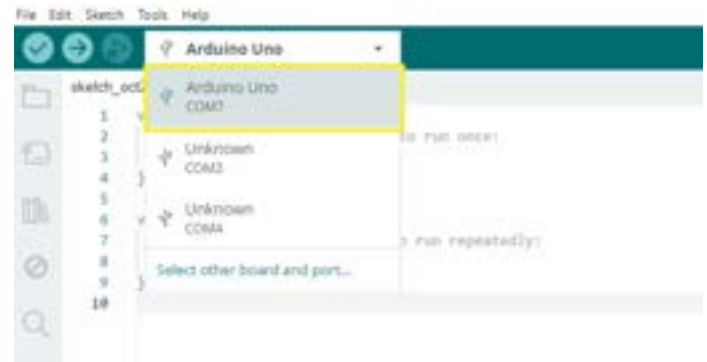 File Edit Sketch Tools Help
Arduino Uno
sketch_oct
Arduino Uno
COM7
1
2 to run once:
3
Unknown
COM3
4 }
5
6 v
Unknown
COM4
7 run repeatedly:
8
Select other board and port...
9 }
10